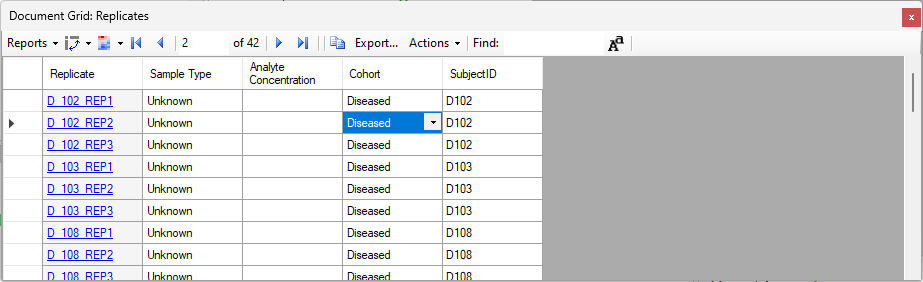 Document Grid: Replicates x
Reports 2 of 42 Export... Actions Find: Aa
Replicate Sample Type Analyte Concentration Cohort SubjectID
D_102_REP1 Unknown Diseased D102
D_102_REP2 Unknown Diseased D102
D_102_REP3 Unknown Diseased D102
D_103_REP1 Unknown Diseased D103
D_103_REP2 Unknown Diseased D103
D_103_REP3 Unknown Diseased D103
D_108_REP1 Unknown Diseased D108
D_108_REP2 Unknown Diseased D108
D_108_REP3 Unknown Diseased D108